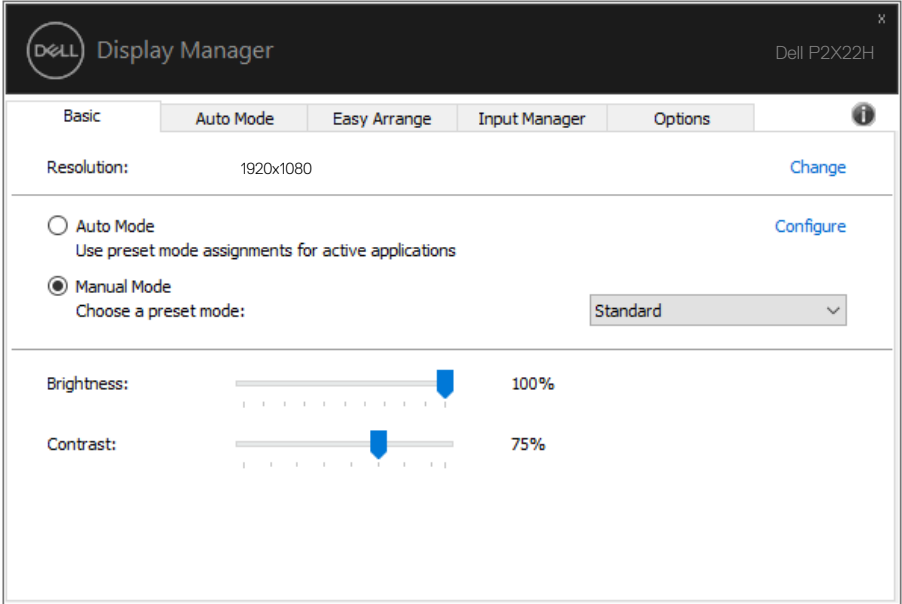 x
DELL Display Manager
Dell P2X22H
Basic Auto Mode Easy Arrange Input Manager Options i
Resolution: 1920x1080 Change
Auto Mode Configure
Use preset mode assignments for active applications
Manual Mode
Choose a preset mode: Standard
Brightness: 100%
Contrast: 75%